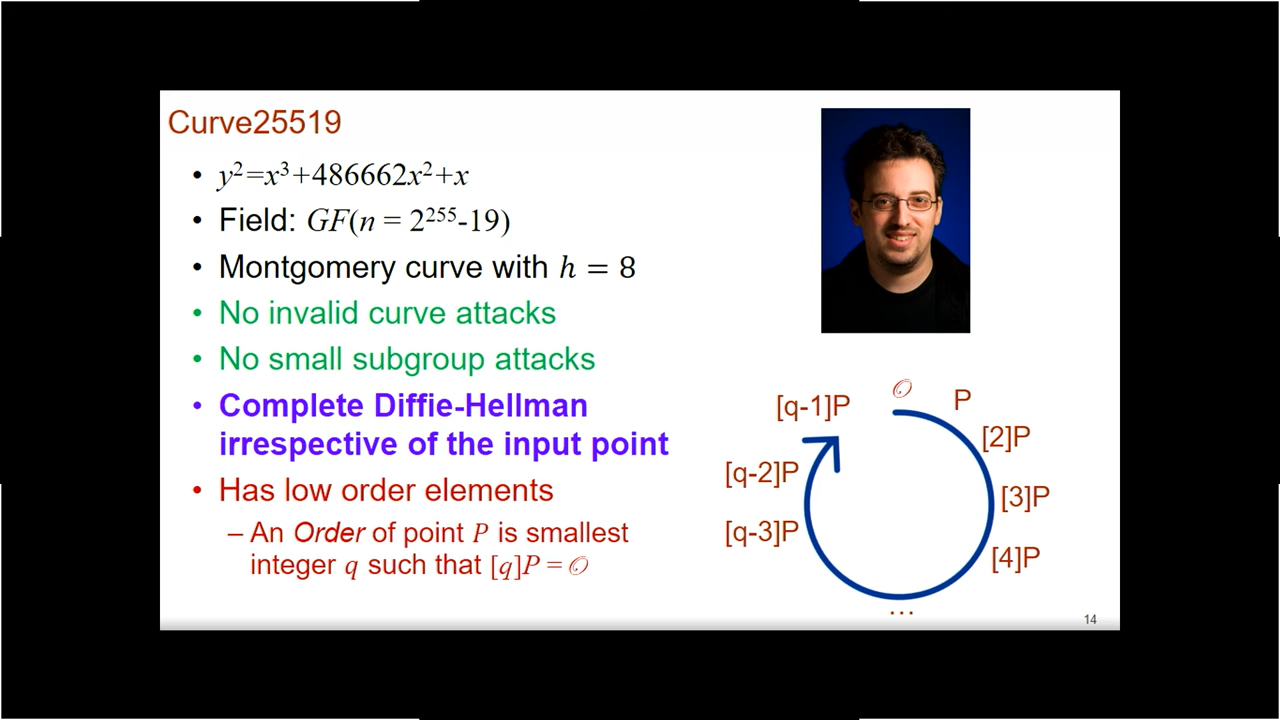 Curve25519
• y²=x³+486662x²+x
• Field: GF(n = 2²⁵⁵-19)
• Montgomery curve with h = 8
• No invalid curve attacks
• No small subgroup attacks
• Complete Diffie-Hellman
irrespective of the input point
• Has low order elements
– An Order of point P is smallest
integer q such that [q]P = 𝒪
𝒪
P
[2]P
[3]P
[4]P
...
[q-3]P
[q-2]P
[q-1]P
14